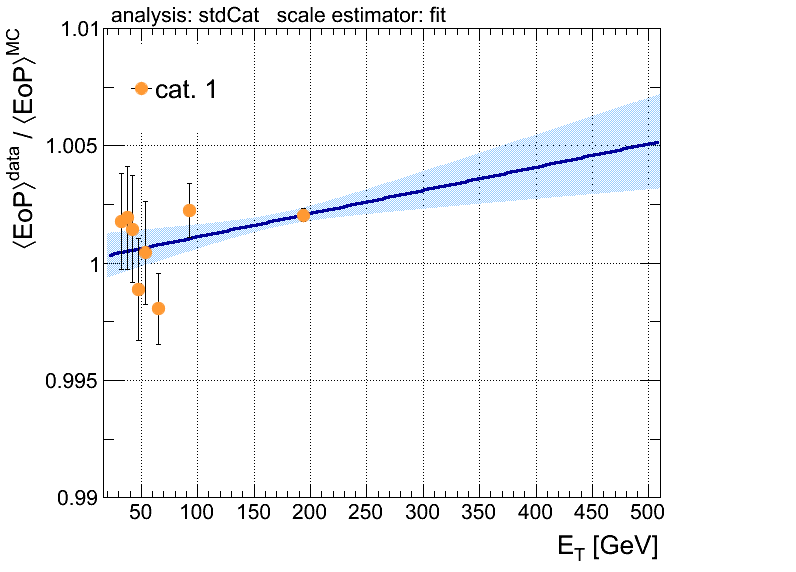 analysis: stdCat scale estimator: fit
⟨EoP⟩^data / ⟨EoP⟩^MC
1.01
1.005
1
0.995
0.99
cat. 1
50 100 150 200 250 300 350 400 450 500
E_T [GeV]